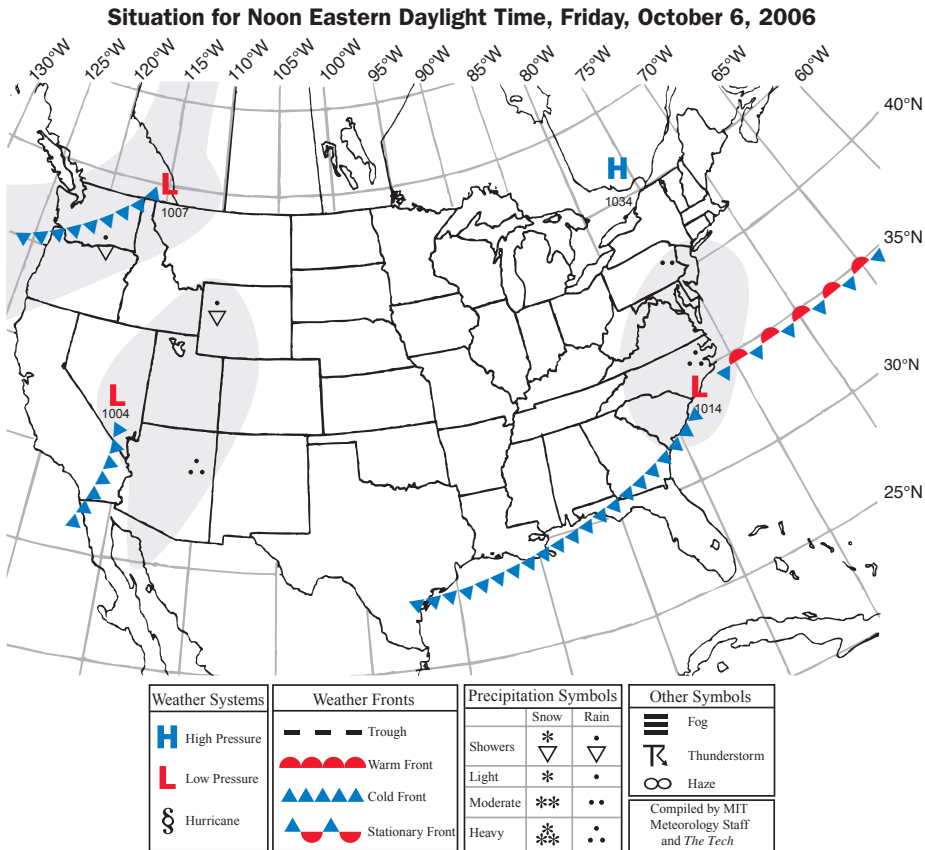 Situation for Noon Eastern Daylight Time, Friday, October 6, 2006
130°W
125°W
120°W
115°W
110°W
105°W
100°W
95°W
90°W
85°W
80°W
75°W
70°W
65°W
60°W
40°N
35°N
30°N
25°N
L
1007
H
1034
L
1004
L
1014
Weather Systems
H High Pressure
L Low Pressure
§ Hurricane
Weather Fronts
Trough
Warm Front
Cold Front
Stationary Front
Precipitation Symbols
Snow Rain
Showers
Light
Moderate
Heavy
Other Symbols
Fog
Thunderstorm
Haze
Compiled by MIT
Meteorology Staff
and The Tech